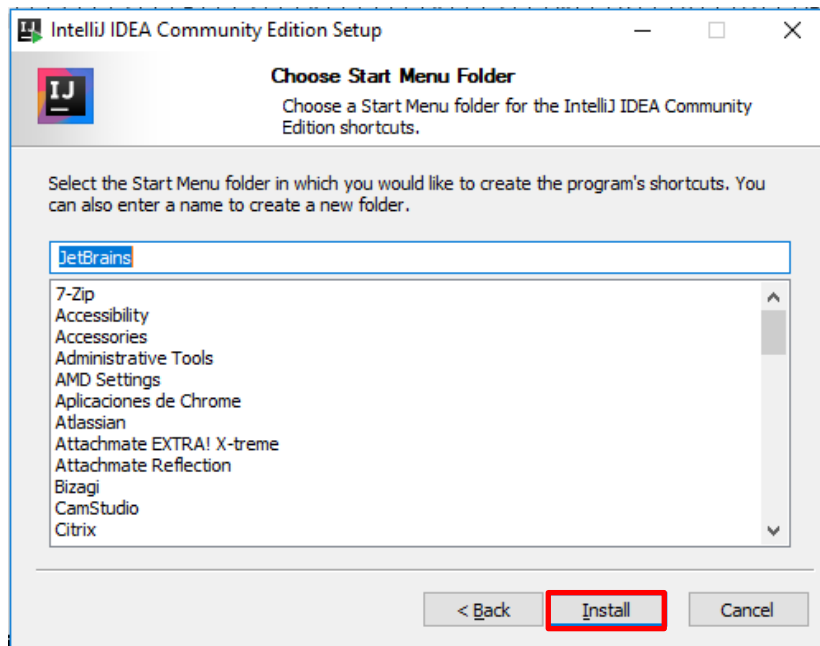 IntelliJ IDEA Community Edition Setup
IJ
Choose Start Menu Folder
Choose a Start Menu folder for the IntelliJ IDEA Community
Edition shortcuts.
Select the Start Menu folder in which you would like to create the program's shortcuts. You
can also enter a name to create a new folder.
JetBrains
7-Zip
Accessibility
Accessories
Administrative Tools
AMD Settings
Aplicaciones de Chrome
Atlassian
Attachmate EXTRA! X-treme
Attachmate Reflection
Bizagi
CamStudio
Citrix
< Back
Install
Cancel